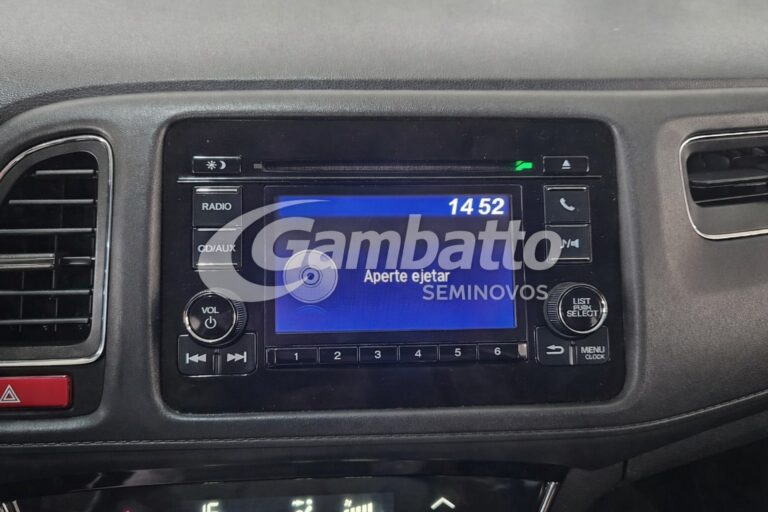 14 52
RADIO
CD/AUX
Gambatto
SEMINOVOS
Aperte ejetar
VOL
LIST
PUSH
SELECT
1 2 3 4 5 6
MENU
CLOCK